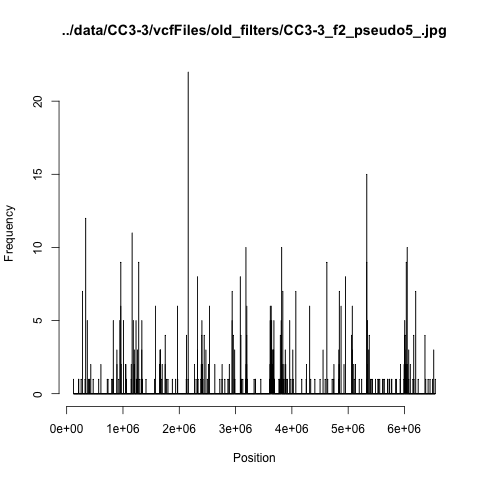 ../data/CC3-3/vcfFiles/old_filters/CC3-3_f2_pseudo5_.jpg
Frequency
20
15
10
5
0
0e+00 1e+06 2e+06 3e+06 4e+06 5e+06 6e+06
Position